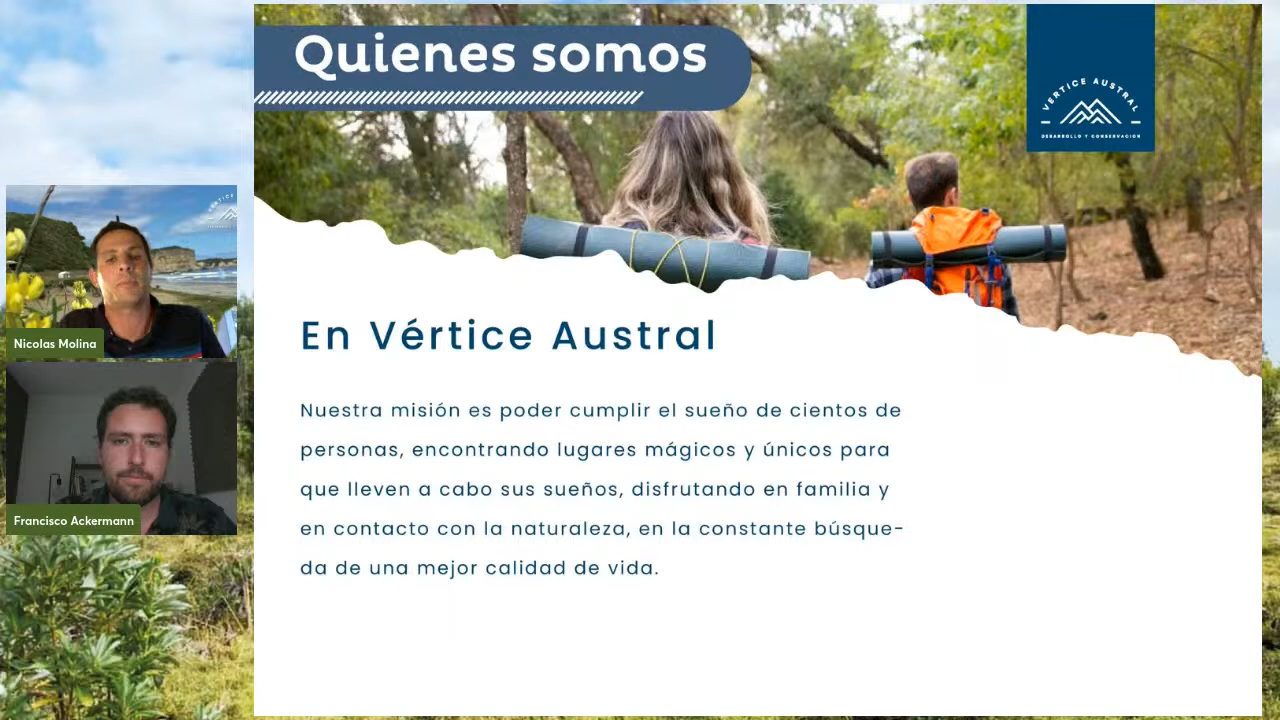 Quienes somos
VÉRTICE AUSTRAL
DESARROLLO Y CONSERVACIÓN
Nicolas Molina
Francisco Ackermann
En Vértice Austral
Nuestra misión es poder cumplir el sueño de cientos de
personas, encontrando lugares mágicos y únicos para
que lleven a cabo sus sueños, disfrutando en familia y
en contacto con la naturaleza, en la constante búsque-
da de una mejor calidad de vida.